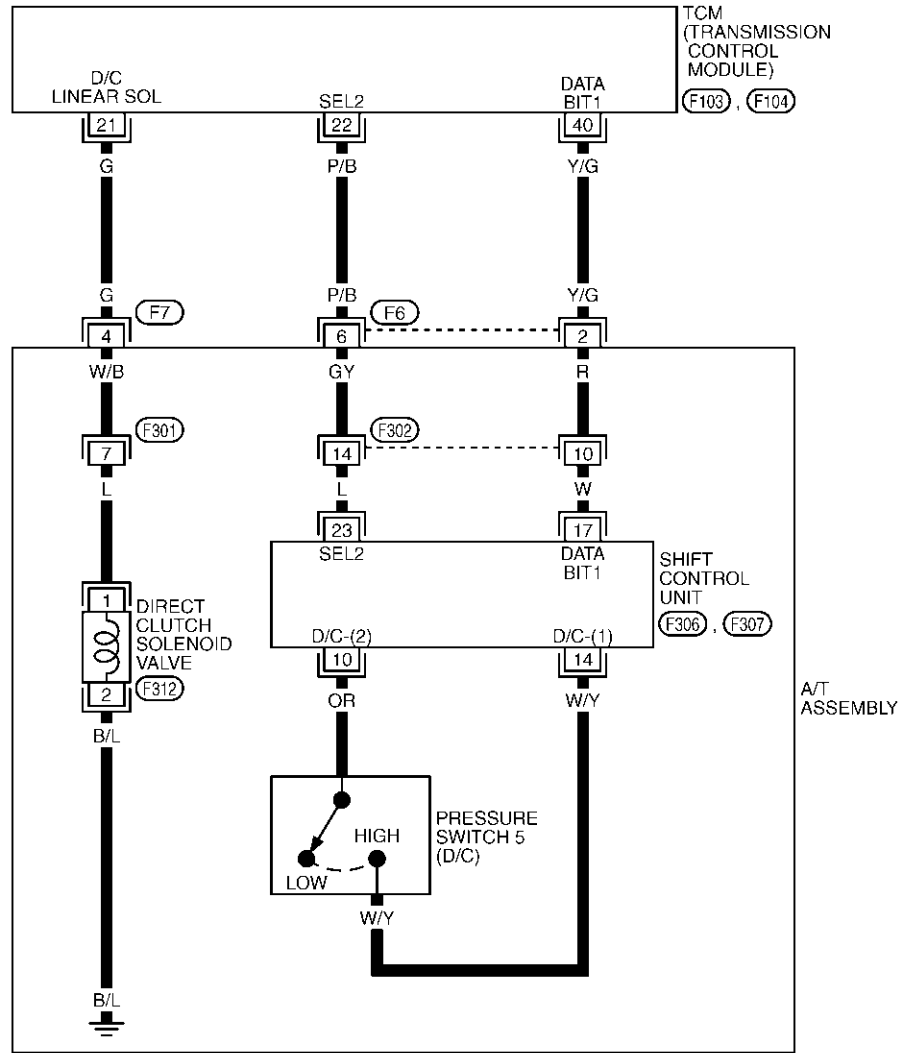 TCM
(TRANSMISSION
CONTROL
MODULE)
F103 , F104
D/C
LINEAR SOL
SEL2
DATA
BIT1
21
22
40
G
P/B
Y/G
G
P/B
Y/G
F7
F6
4
6
2
W/B
GY
R
F301
F302
7
14
10
L
L
W
23
17
SEL2
DATA
BIT1
SHIFT
CONTROL
UNIT
F306 , F307
D/C-(2)
D/C-(1)
10
14
1
DIRECT
CLUTCH
SOLENOID
VALVE
F312
2
OR
W/Y
A/T
ASSEMBLY
B/L
PRESSURE
SWITCH 5
(D/C)
HIGH
LOW
W/Y
B/L